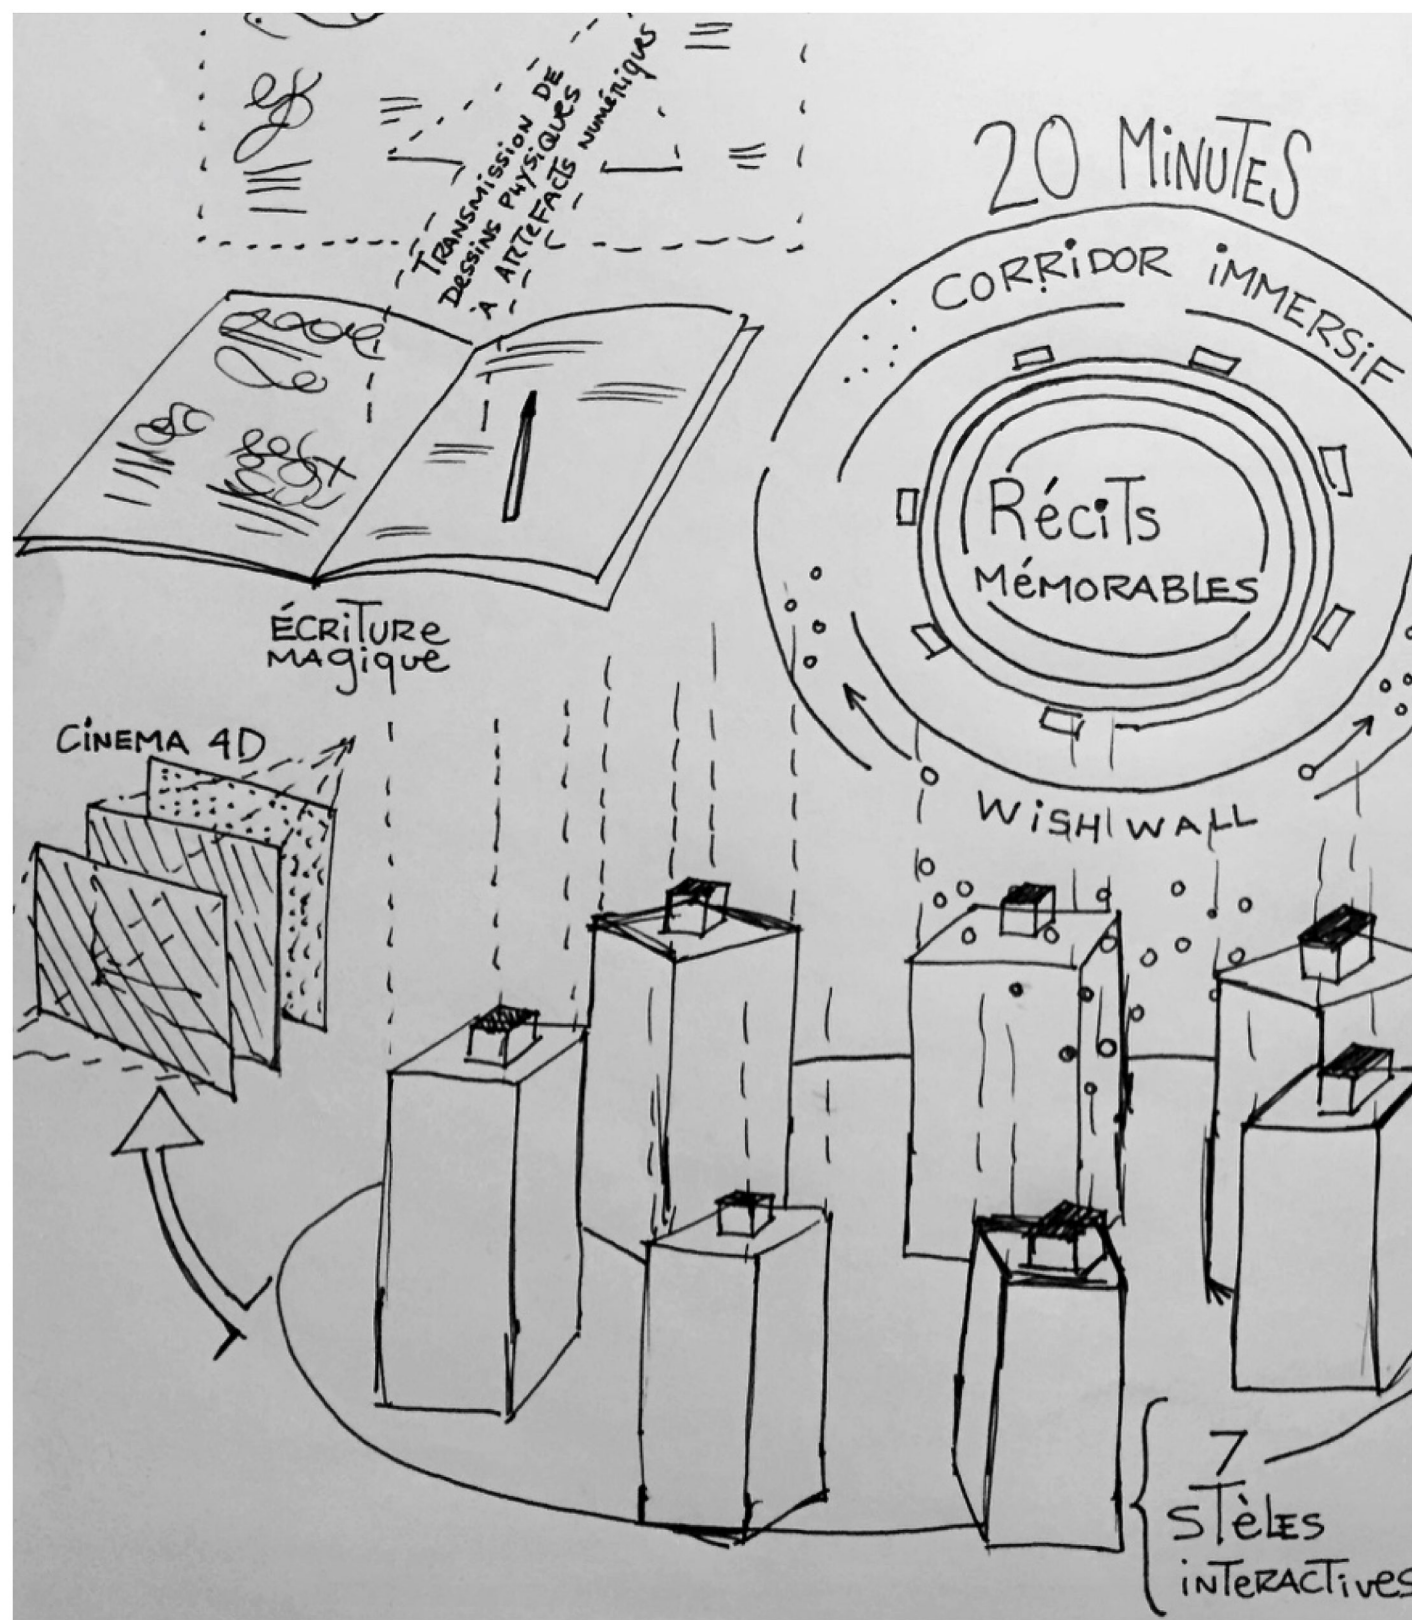 TRANSMISSION DE
DESSINS PHYSIQUES
À ARTEFACTS NUMÉRIQUES
20 MINUTES
CORRIDOR IMMERSIF
Récits
MÉMORABLES
ÉCRITURE
MAGIQUE
CINEMA 4D
WISH WALL
7
STÈLES
INTERACTIVES